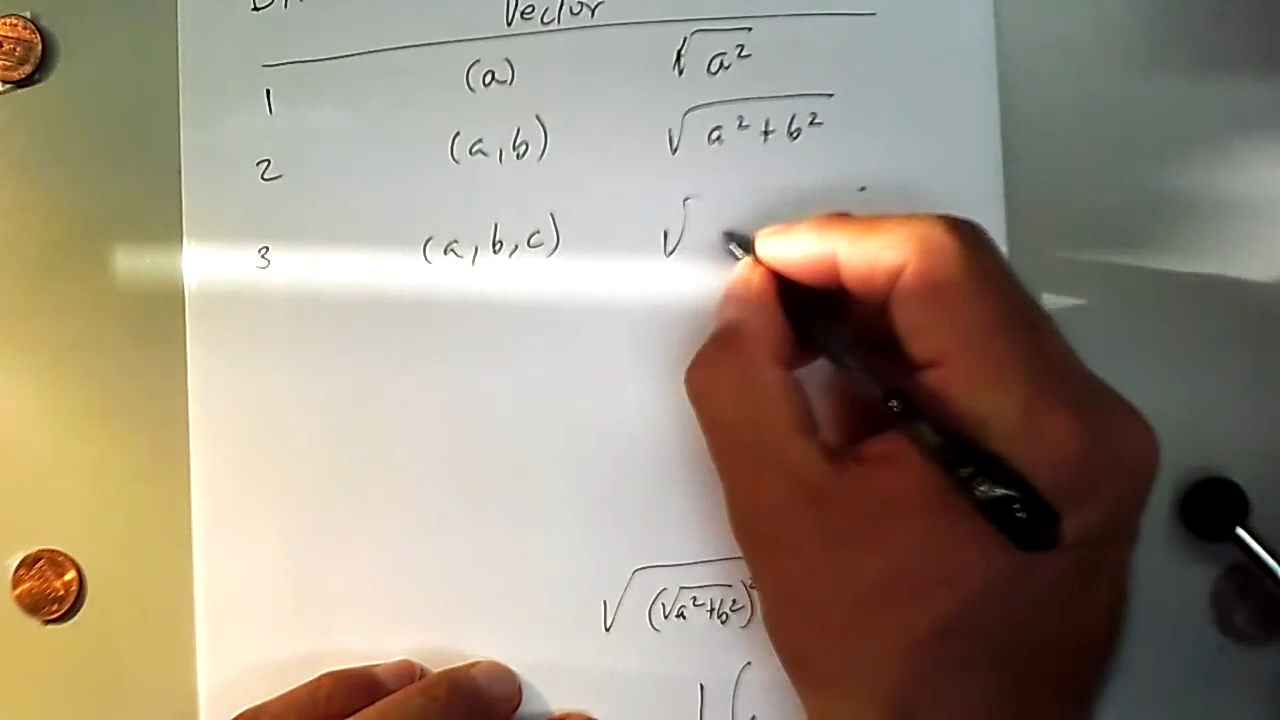 Vector
1 (a) √a²
2 (a,b) √a²+b²
3 (a,b,c) √
√(√a²+b²)²